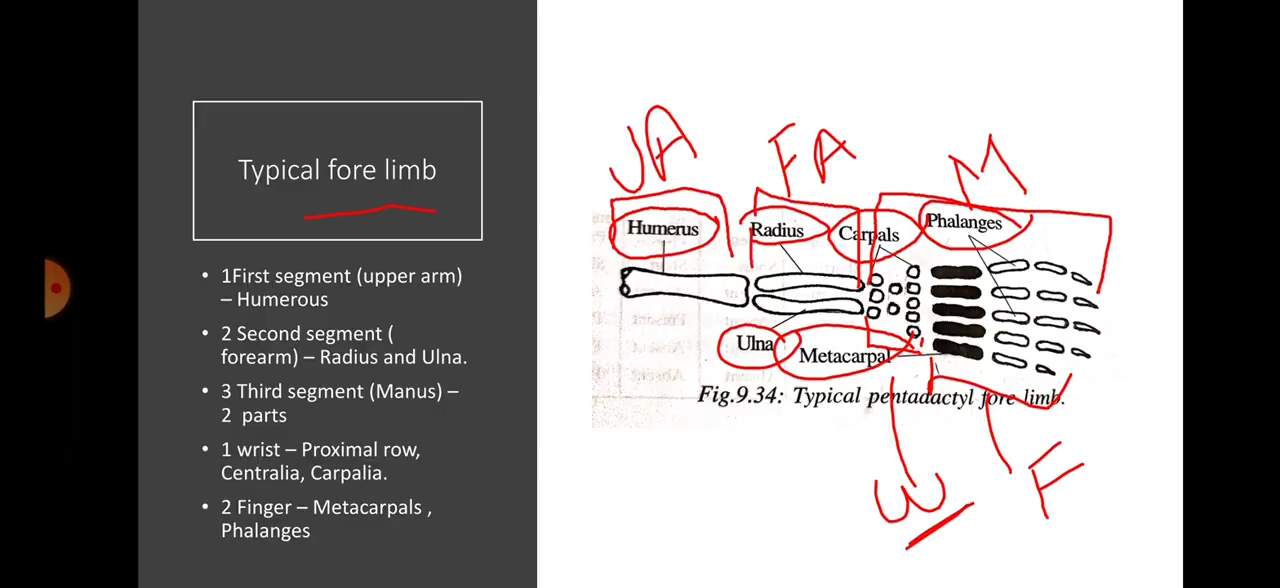 Typical fore limb
• 1First segment (upper arm)
– Humerous
• 2 Second segment (
forearm) – Radius and Ulna.
• 3 Third segment (Manus) –
2 parts
• 1 wrist – Proximal row,
Centralia, Carpalia.
• 2 Finger – Metacarpals ,
Phalanges
UA
FA
M
Humerus
Radius
Carpals
Phalanges
Ulna
Metacarpal
Fig.9.34: Typical pentadactyl fore limb.
W
F